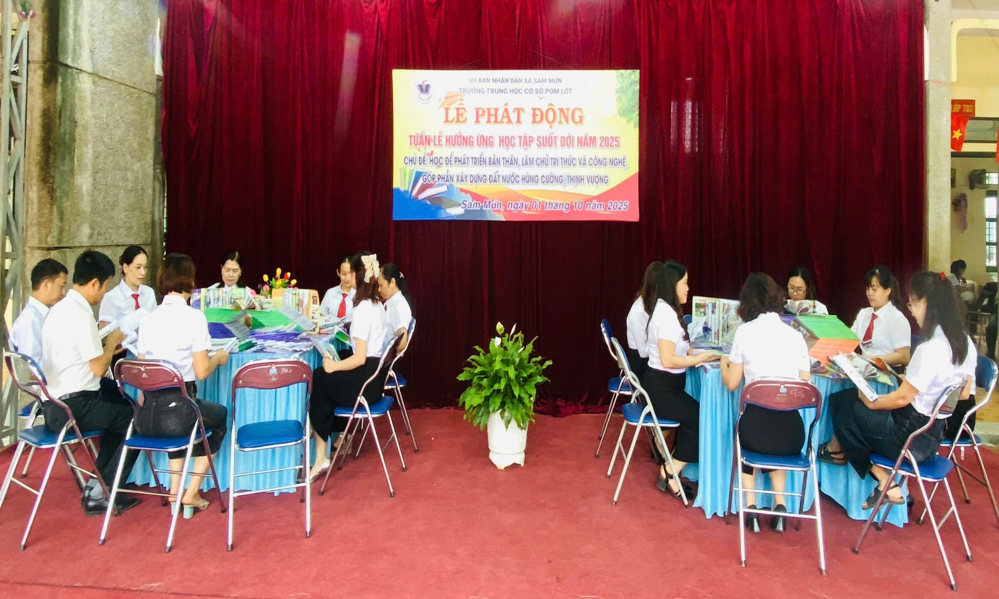 UỶ BAN NHÂN DÂN XÃ SAM MỨN
TRƯỜNG TRUNG HỌC CƠ SỞ POM LÓT
LỄ PHÁT ĐỘNG
TUẦN LỄ HƯỞNG ỨNG HỌC TẬP SUỐT ĐỜI NĂM 2025
CHỦ ĐỀ: HỌC ĐỂ PHÁT TRIỂN BẢN THÂN, LÀM CHỦ TRI THỨC VÀ CÔNG NGHỆ,
GÓP PHẦN XÂY DỰNG ĐẤT NƯỚC HÙNG CƯỜNG, THỊNH VƯỢNG
Sam Mứn, ngày 01 tháng 10 năm 2025